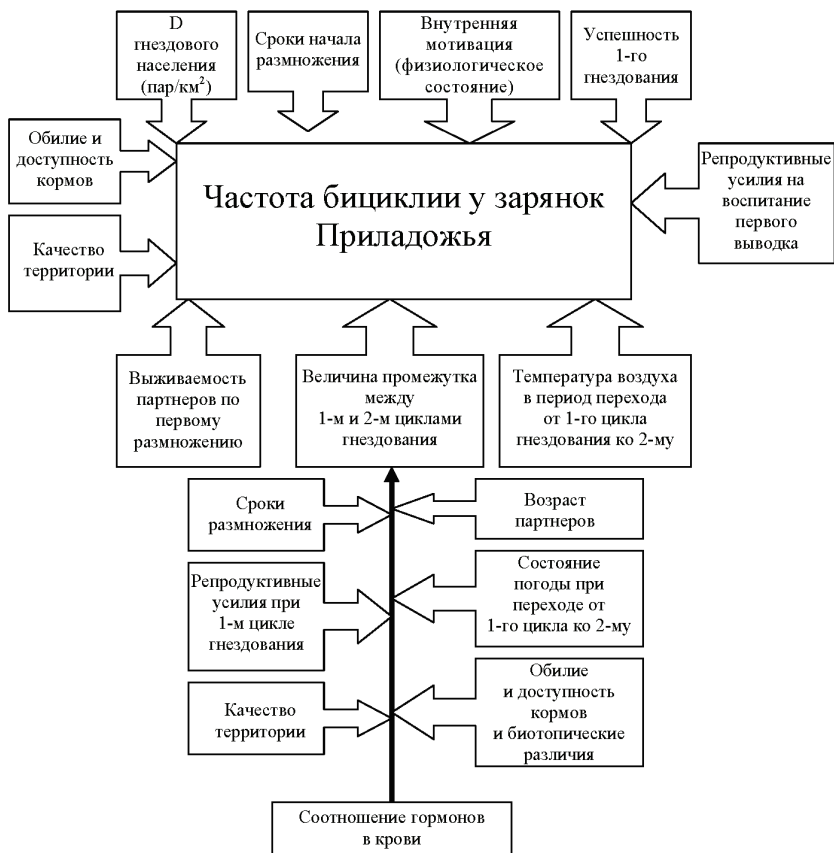 D
гнездового
населения
(пар/км²)
Сроки начала
размножения
Внутренняя
мотивация
(физиологическое
состояние)
Успешность
1-го
гнездования
Обилие и
доступность
кормов
Качество
территории
Частота бициклии у зарянок
Приладожья
Репродуктивные
усилия на
воспитание
первого
выводка
Выживаемость
партнеров по
первому
размножению
Величина промежутка
между
1-м и 2-м циклами
гнездования
Температура воздуха
в период перехода
от 1-го цикла
гнездования ко 2-му
Сроки
размножения
Возраст
партнеров
Репродуктивные
усилия при
1-м цикле
гнездования
Состояние
погоды при
переходе от
1-го цикла ко 2-му
Качество
территории
Обилие
и доступность
кормов
и биотопические
различия
Соотношение гормонов
в крови